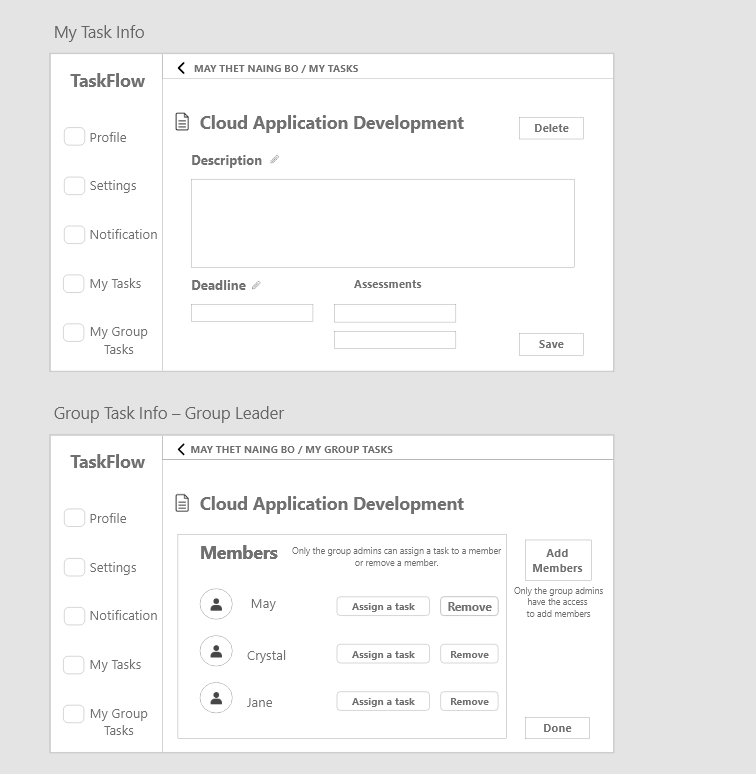 My Task Info
TaskFlow
MAY THET NAING BO / MY TASKS
Profile
Settings
Notification
My Tasks
My Group
Tasks
Cloud Application Development
Delete
Description
Deadline
Assessments
Save
Group Task Info – Group Leader
TaskFlow
MAY THET NAING BO / MY GROUP TASKS
Profile
Settings
Notification
My Tasks
My Group
Tasks
Cloud Application Development
Members
Only the group admins can assign a task to a member
or remove a member.
May
Assign a task
Remove
Crystal
Assign a task
Remove
Jane
Assign a task
Remove
Add
Members
Only the group admins
have the access
to add members
Done